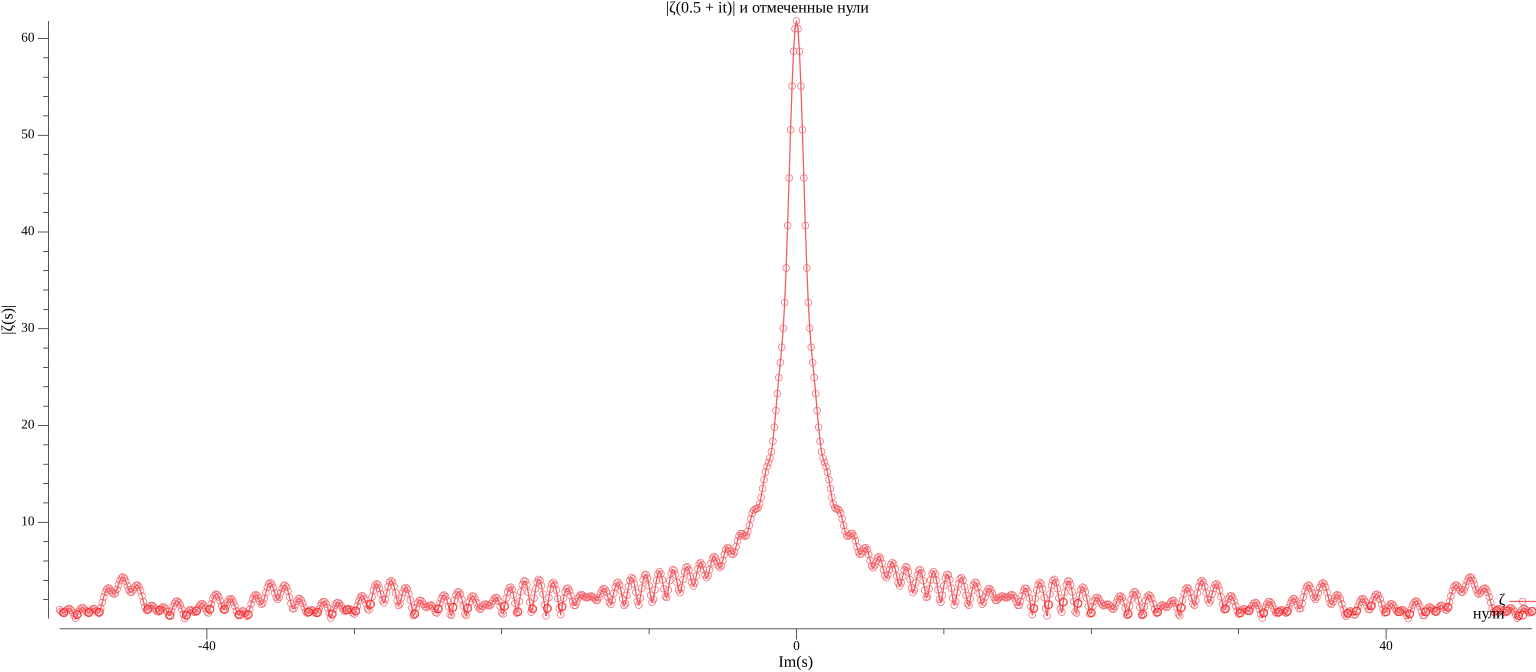 |ζ(0.5 + it)| и отмеченные нули
60
50
40
30
20
10
|ζ(s)|
ζ
нули
-40
0
40
Im(s)